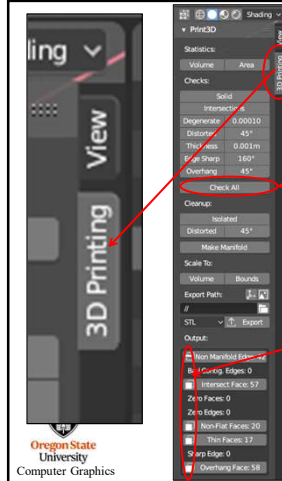 ling
View
3D Printing
Oregon State
University
Computer Graphics
Shading
View
3D Printing
Print3D
Statistics:
Volume Area
Checks:
Solid
Intersections
Degenerate 0.00010
Distorted 45°
Thickness 0.001m
Edge Sharp 160°
Overhang 45°
Check All
Cleanup:
Isolated
Distorted 45°
Make Manifold
Scale To:
Volume Bounds
Export Path:
//
STL Export
Output:
Non Manifold Edge: 42
Bad Contig. Edges: 0
Intersect Face: 57
Zero Faces: 0
Zero Edges: 0
Non-Flat Faces: 20
Thin Faces: 17
Sharp Edge: 0
Overhang Face: 58